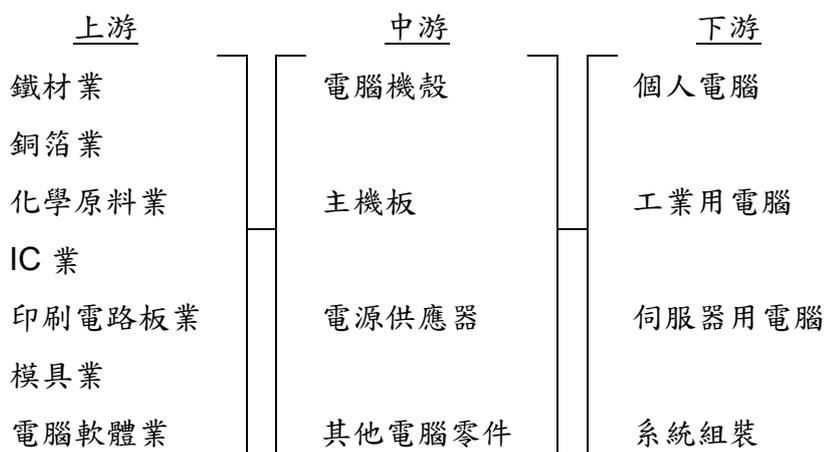 上游 中游 下游
鐵材業 電腦機殼 個人電腦
銅箔業
化學原料業 主機板 工業用電腦
IC 業
印刷電路板業 電源供應器 伺服器用電腦
模具業
電腦軟體業 其他電腦零件 系統組裝